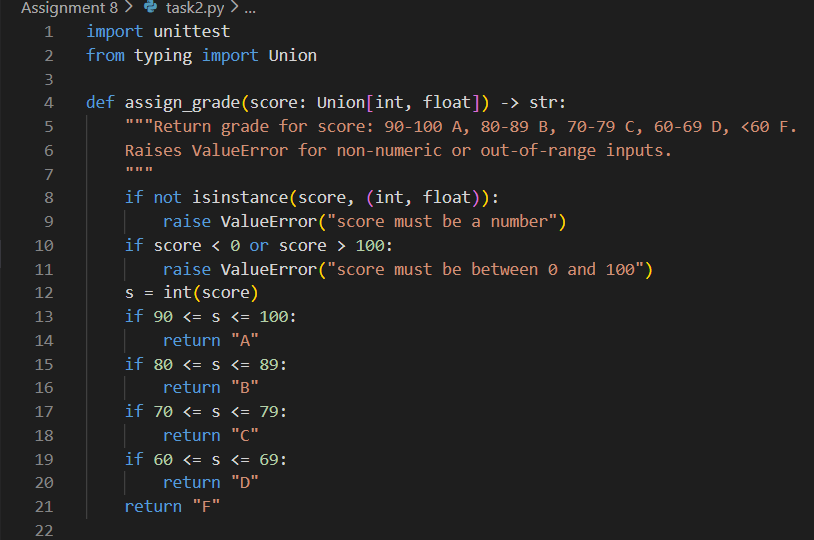 Assignment 8 > task2.py > ...
1 import unittest
2 from typing import Union
3
4 def assign_grade(score: Union[int, float]) -> str:
5     """Return grade for score: 90-100 A, 80-89 B, 70-79 C, 60-69 D, <60 F.
6     Raises ValueError for non-numeric or out-of-range inputs.
7     """
8     if not isinstance(score, (int, float)):
9         raise ValueError("score must be a number")
10     if score < 0 or score > 100:
11         raise ValueError("score must be between 0 and 100")
12     s = int(score)
13     if 90 <= s <= 100:
14         return "A"
15     if 80 <= s <= 89:
16         return "B"
17     if 70 <= s <= 79:
18         return "C"
19     if 60 <= s <= 69:
20         return "D"
21     return "F"
22